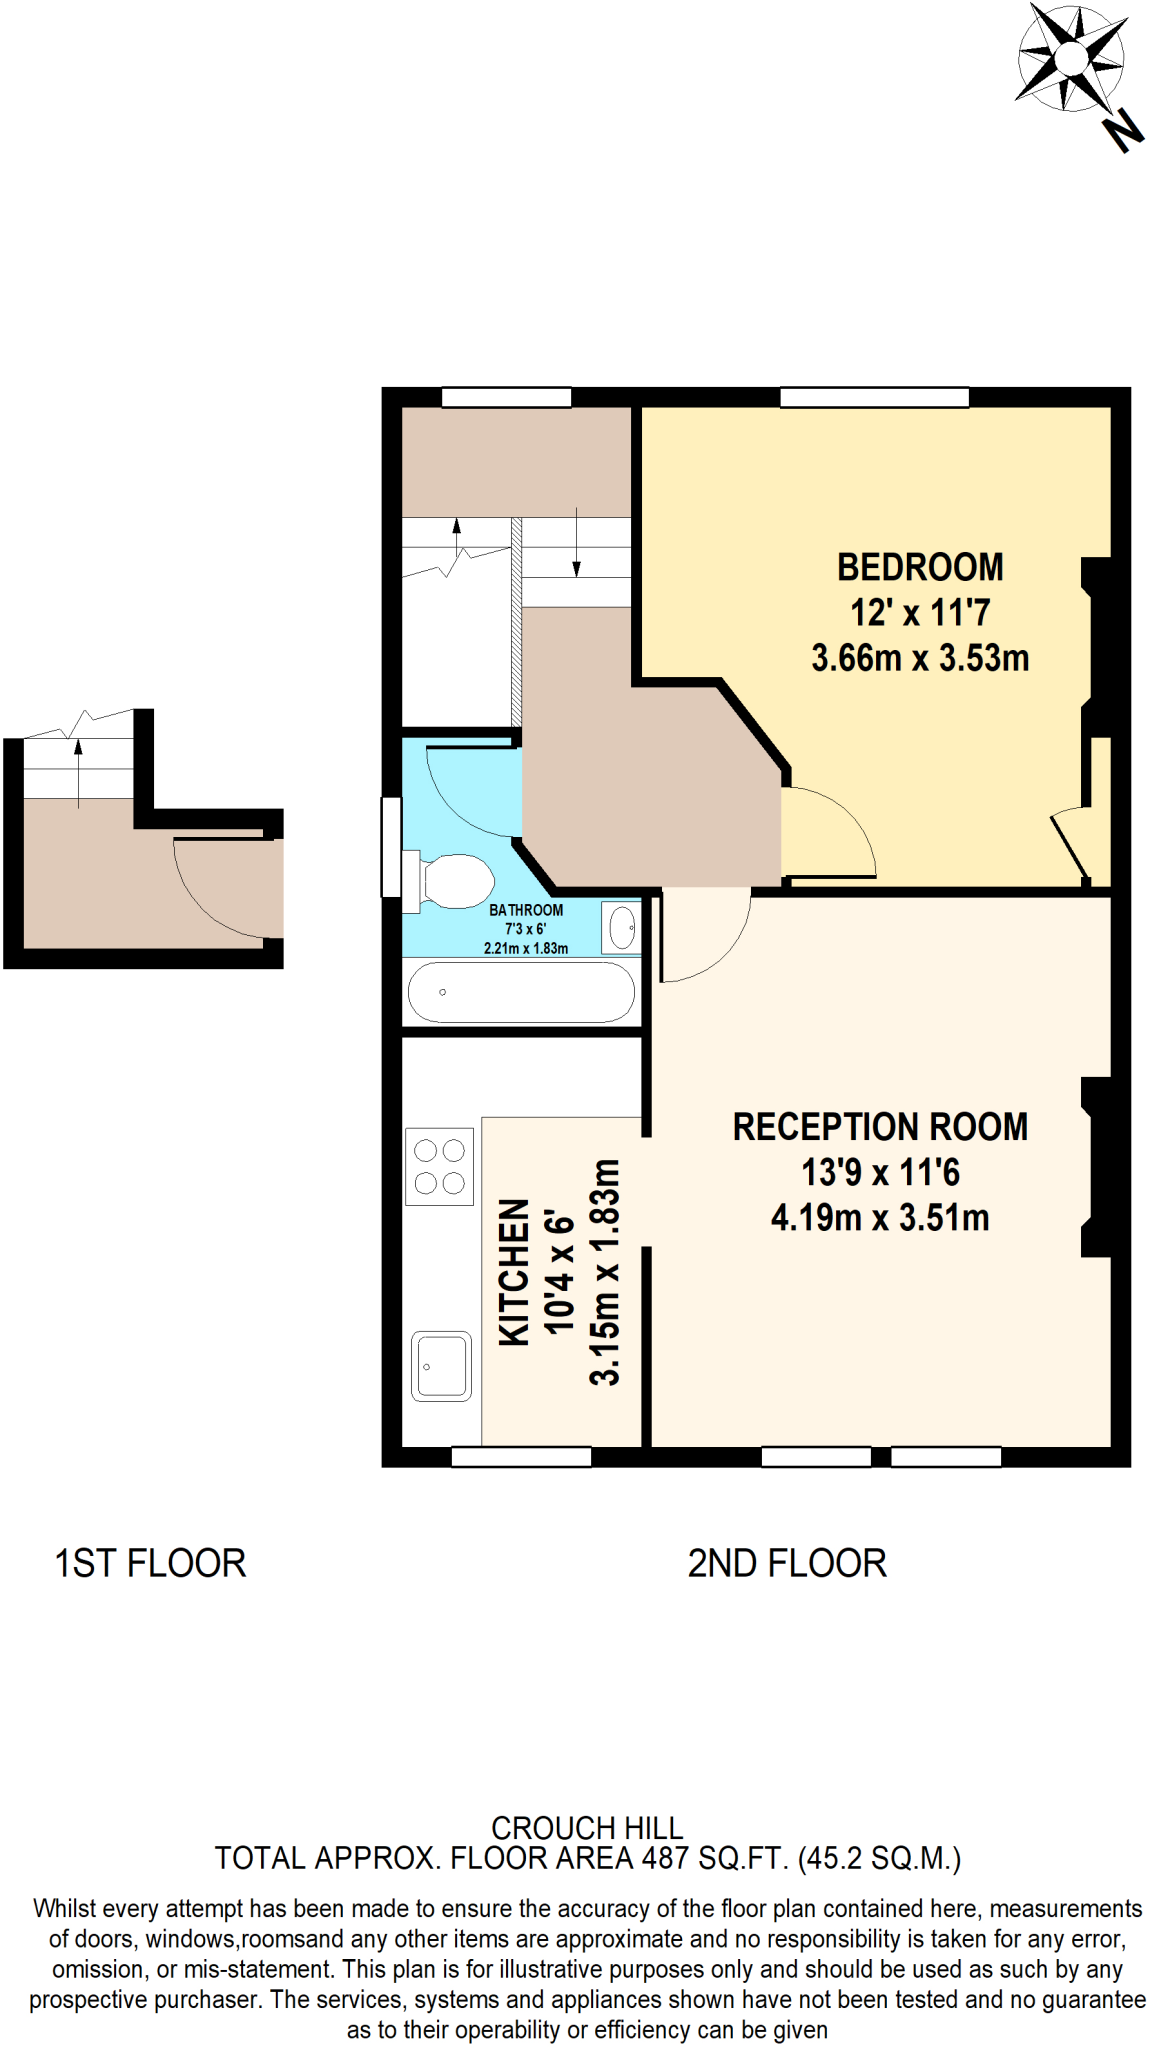 N
BEDROOM
12' x 11'7
3.66m x 3.53m
BATHROOM
7'3 x 6'
2.21m x 1.83m
RECEPTION ROOM
13'9 x 11'6
4.19m x 3.51m
KITCHEN
10'4 x 6'
3.15m x 1.83m
1ST FLOOR
2ND FLOOR
CROUCH HILL
TOTAL APPROX. FLOOR AREA 487 SQ.FT. (45.2 SQ.M.)
Whilst every attempt has been made to ensure the accuracy of the floor plan contained here, measurements
of doors, windows,roomsand any other items are approximate and no responsibility is taken for any error,
omission, or mis-statement. This plan is for illustrative purposes only and should be used as such by any
prospective purchaser. The services, systems and appliances shown have not been tested and no guarantee
as to their operability or efficiency can be given